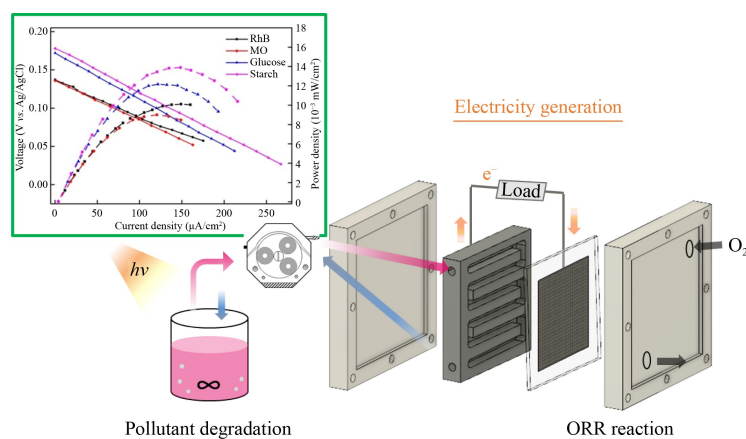 0.20
0.15
0.10
0.05
0.00
Voltage (V vs. Ag/AgCl)
RhB
MO
Glucose
Starch
18
16
14
12
10
8
6
4
2
0
Power density (10⁻³ mW/cm²)
0 50 100 150 200 250
Current density (μA/cm²)
Electricity generation
e⁻
Load
O₂
hv
∞
Pollutant degradation
ORR reaction